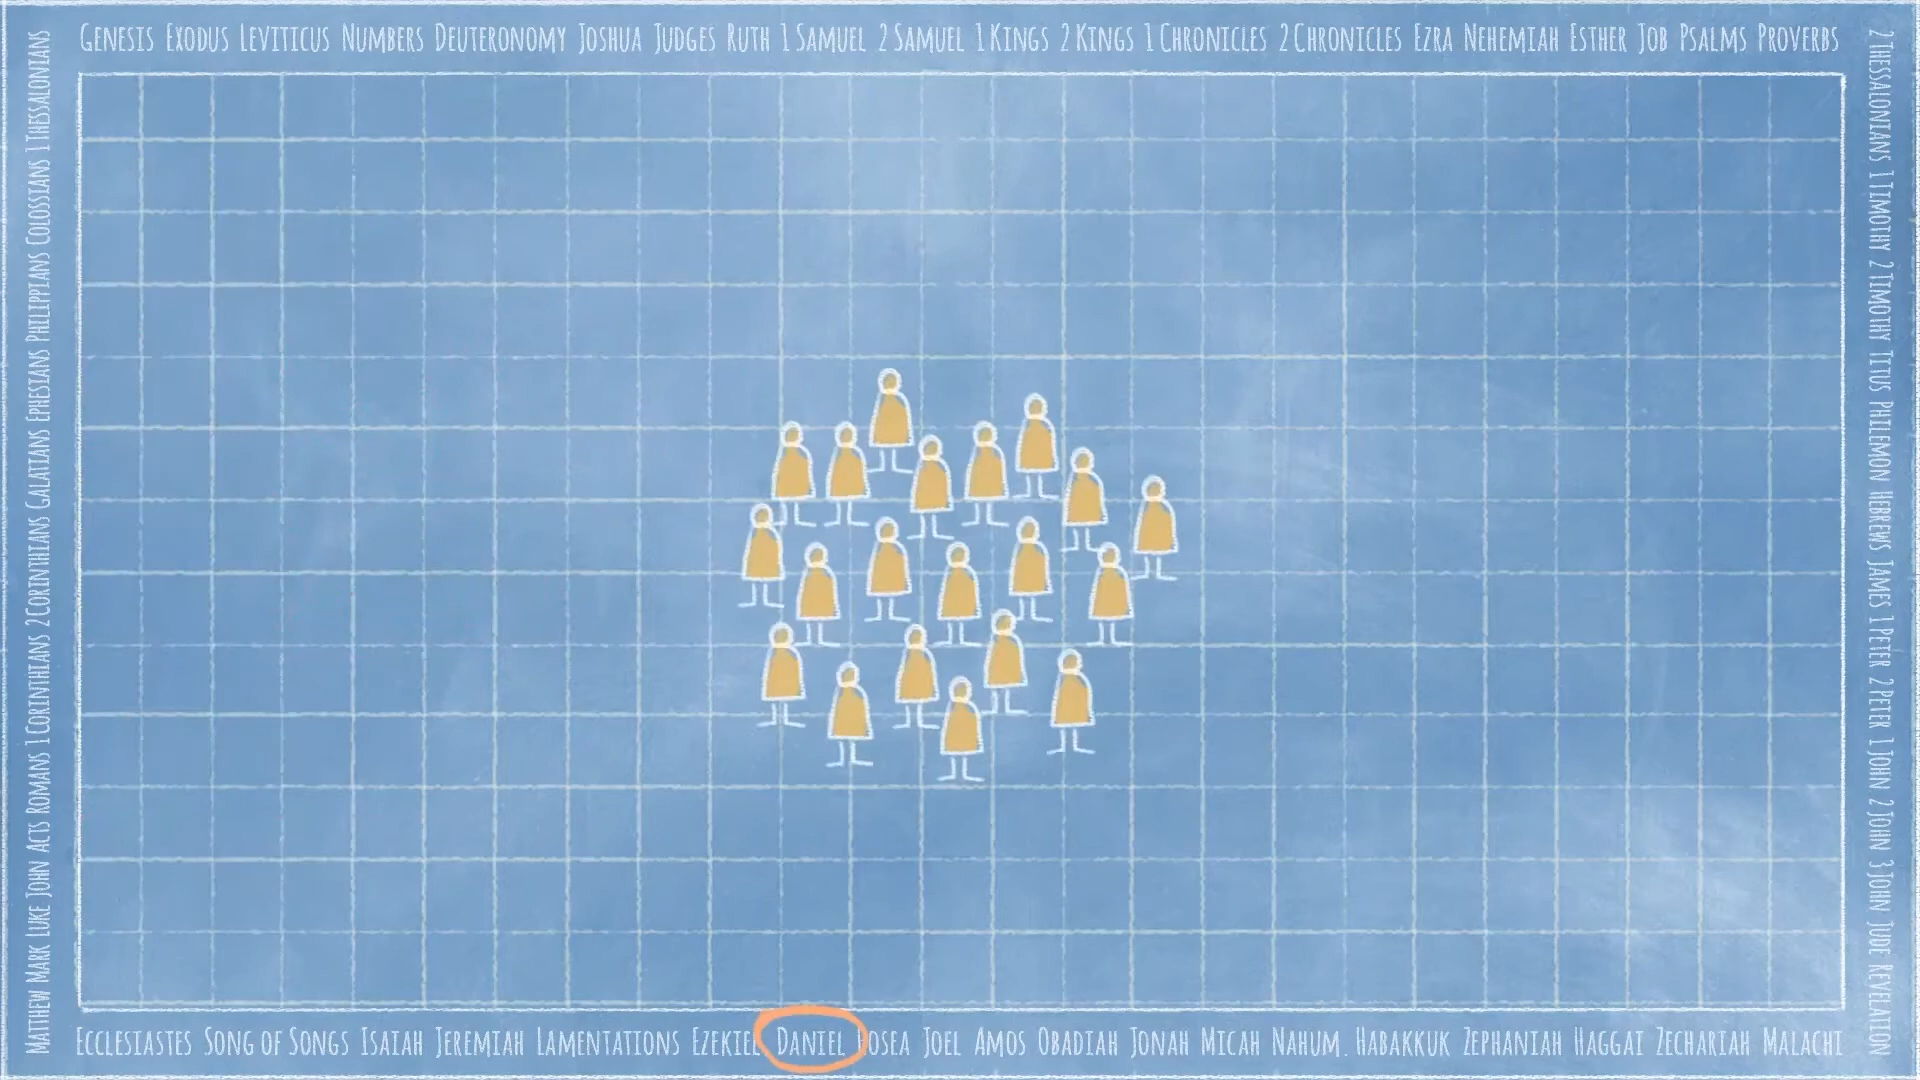 Genesis Exodus Leviticus Numbers Deuteronomy Joshua Judges Ruth 1 Samuel 2 Samuel 1 Kings 2 Kings 1 Chronicles 2 Chronicles Ezra Nehemiah Esther Job Psalms Proverbs
Ecclesiastes Song of Songs Isaiah Jeremiah Lamentations Ezekiel Daniel Hosea Joel Amos Obadiah Jonah Micah Nahum. Habakkuk Zephaniah Haggai Zechariah Malachi
Matthew Mark Luke John Acts Romans 1 Corinthians 2 Corinthians Galatians Ephesians Philippians Colossians 1 Thessalonians
2 Thessalonians 1 Timothy 2 Timothy Titus Philemon Hebrews James 1 Peter 2 Peter 1 John 2 John 3 John Jude Revelation